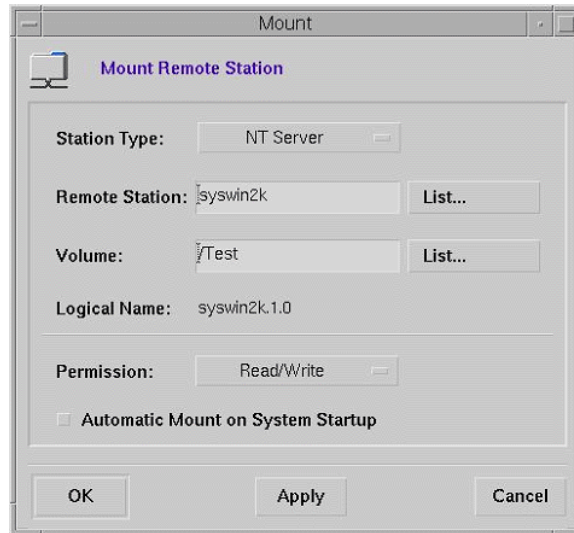 Mount
Mount Remote Station
Station Type: NT Server
Remote Station: syswin2k List...
Volume: /Test List...
Logical Name: syswin2k.1.0
Permission: Read/Write
Automatic Mount on System Startup
OK Apply Cancel